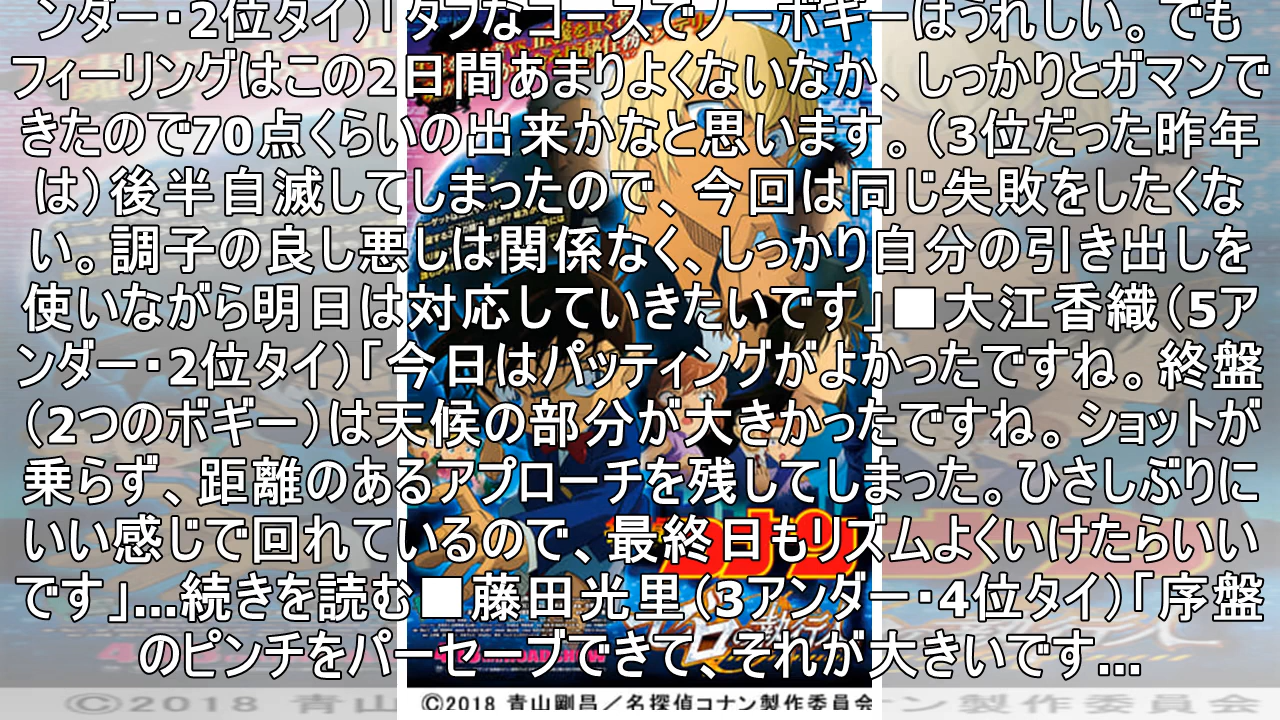 ンダー・2位タイ)「タフなコースでノーボギーはうれしい。でも
フィーリングはこの2日間あまりよくないなか、しっかりとガマンで
きたので70点くらいの出来かなと思います。(3位だった昨年
は)後半自滅してしまったので、今回は同じ失敗をしたくな
い。調子の良し悪しは関係なく、しっかり自分の引き出しを
使いながら明日は対応していきたいです」■大江香織(5ア
ンダー・2位タイ)「今日はパッティングがよかったですね。終盤
(2つのボギー)は天候の部分が大きかったですね。ショットが
乗らず、距離のあるアプローチを残してしまった。ひさしぶりに
いい感じで回れているので、最終日もリズムよくいけたらいい
です」…続きを読む■藤田光里(3アンダー・4位タイ)「序盤
のピンチをパーセーブできて、それが大きいです…
©2018 青山剛昌/名探偵コナン製作委員会